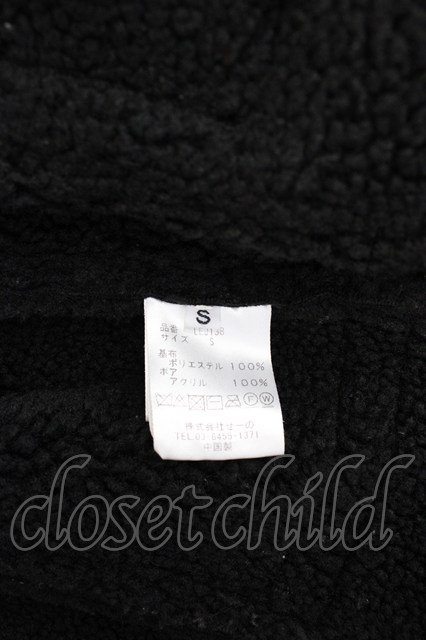 S
品番
サイズ S
基布
ポリエステル 100%
ボア
アクリル 100%
株式会社せーの
TEL.03-6455-1371
中国製
closet child